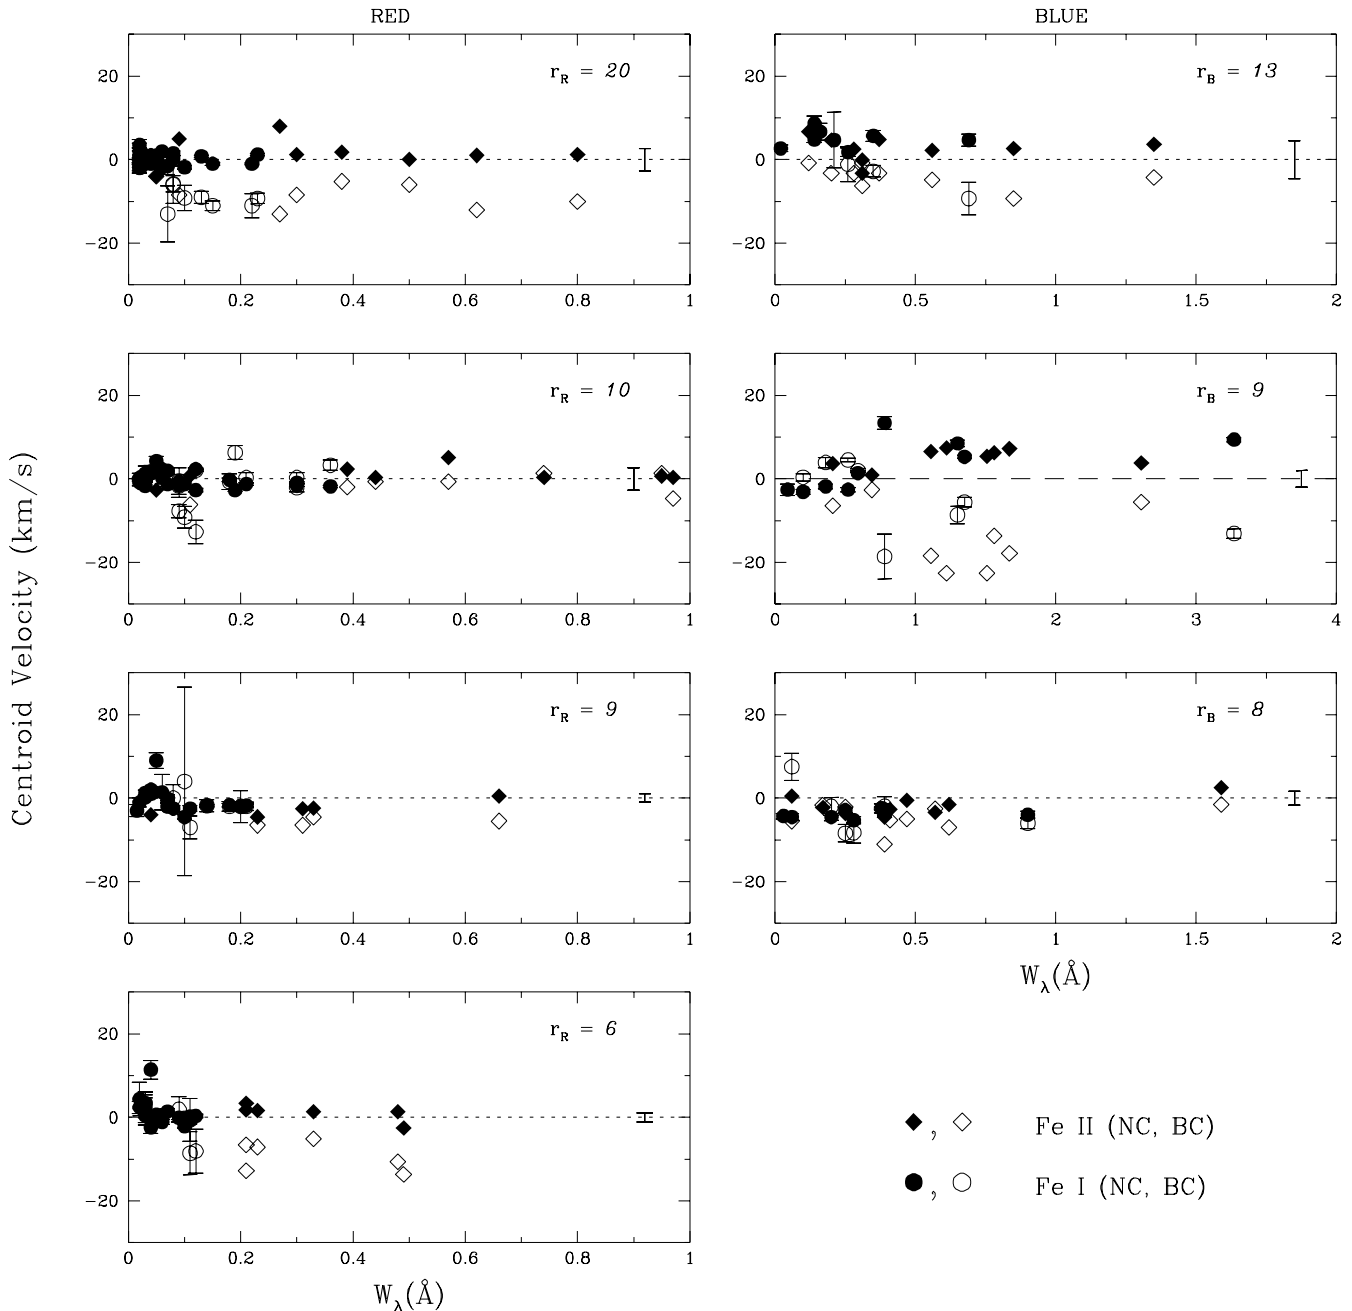 RED
BLUE
Centroid Velocity (km/s)
r_R = 20
20
0
-20
0 0.2 0.4 0.6 0.8 1
r_B = 13
20
0
-20
0 0.5 1 1.5 2
r_R = 10
20
0
-20
0 0.2 0.4 0.6 0.8 1
r_B = 9
20
0
-20
0 1 2 3 4
r_R = 9
20
0
-20
0 0.2 0.4 0.6 0.8 1
r_B = 8
20
0
-20
0 0.5 1 1.5 2
W_λ(Å)
r_R = 6
20
0
-20
0 0.2 0.4 0.6 0.8 1
W_λ(Å)
◆, ◇ Fe II (NC, BC)
●, ○ Fe I (NC, BC)